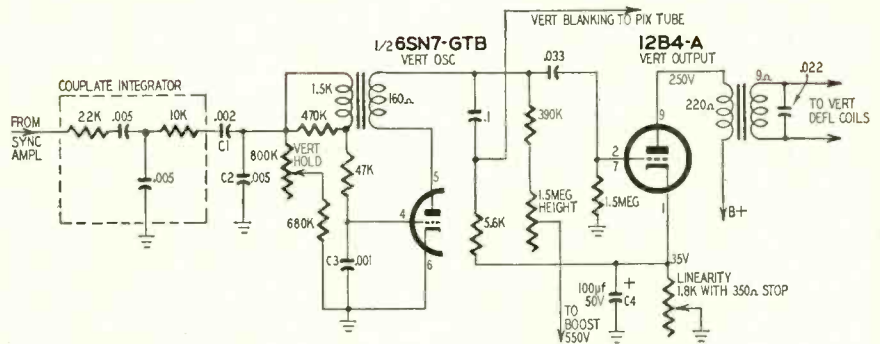 VERT BLANKING TO PIX TUBE
1/2 6SN7-GTB
VERT OSC
.033
12B4-A
VERT OUTPUT
250V
9Ω
.022
COUPLATE INTEGRATOR
1.5K
160Ω
220Ω
TO VERT
DEFL COILS
FROM
SYNC
AMPL
22K
.005
10K
.002
C1
470K
.1
390K
9
2
7
800K
VERT
HOLD
47K
5
B+
.005
C2
.005
680K
4
5.6K
1.5MEG
HEIGHT
1.5MEG
1
C3
.001
6
35V
100µf
50V
+
C4
LINEARITY
1.8K WITH 350Ω STOP
TO
BOOST
550V